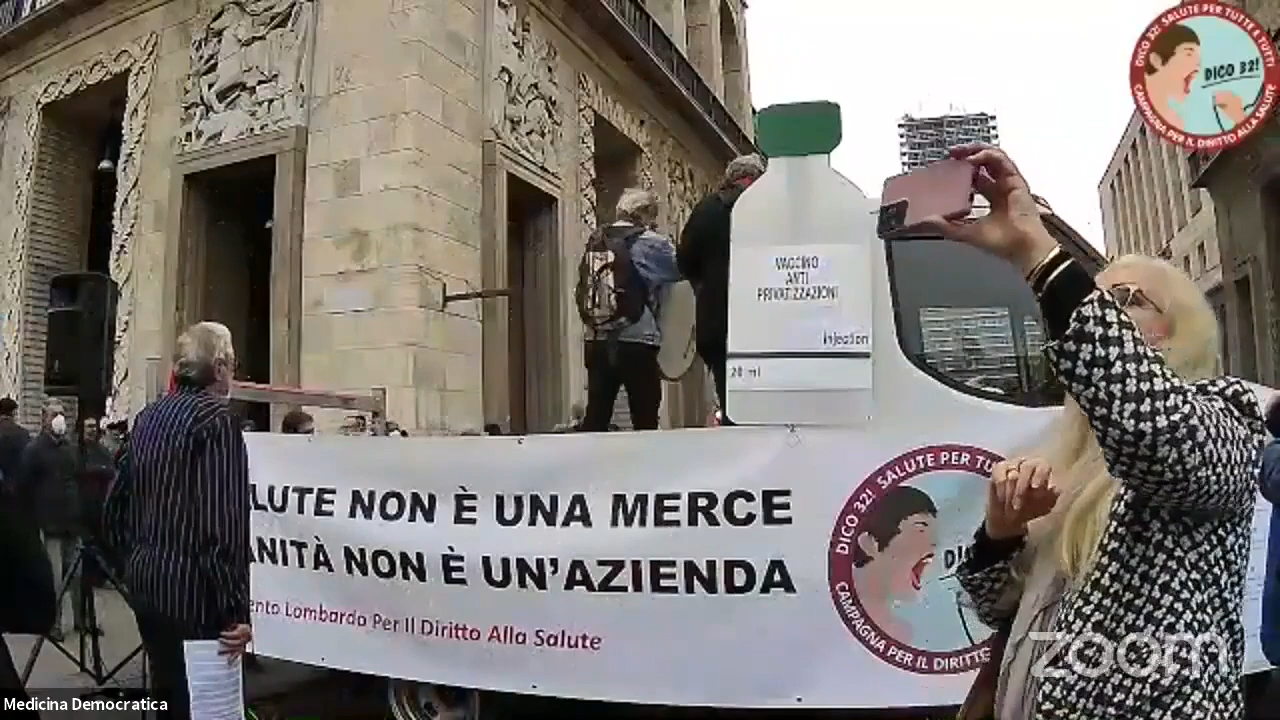 DICO 32! SALUTE PER TUTTE E TUTTI
DICO 32!
CAMPAGNA PER IL DIRITTO ALLA SALUTE
VACCINO
ANTI
PRIVATIZZAZIONI
injection
20 ml
LUTE NON È UNA MERCE
NITÀ NON È UN'AZIENDA
ento Lombardo Per Il Diritto Alla Salute
DICO 32! SALUTE PER TUTT
DI
CAMPAGNA PER IL DIRITTO
zoom
Medicina Democratica